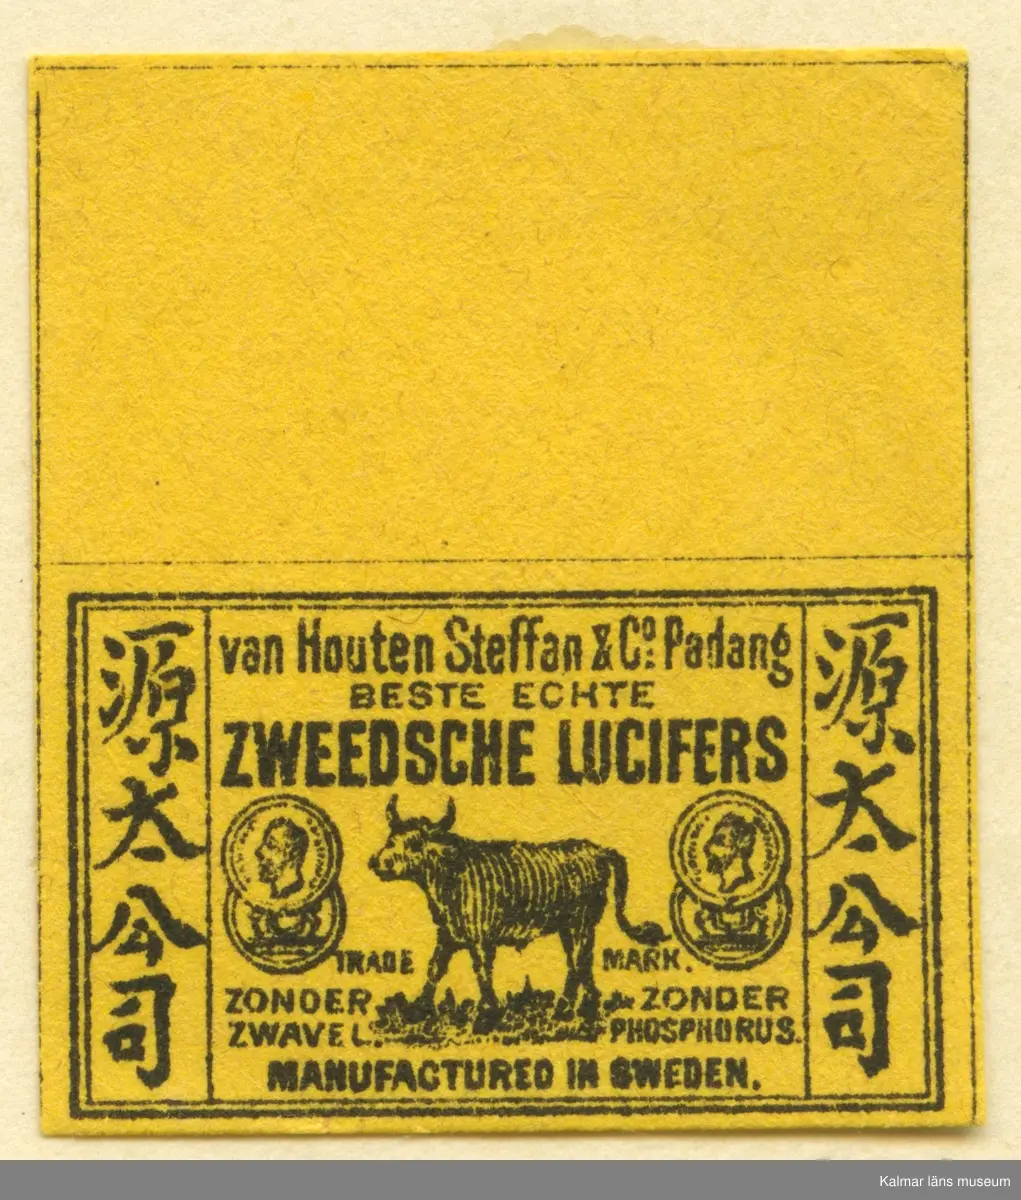 源太公司
van Houten Steffan & Co. Padang
BESTE ECHTE
ZWEEDSCHE LUCIFERS
TRADE MARK.
ZONDER ZWAVEL.
ZONDER PHOSPHORUS.
MANUFACTURED IN SWEDEN.
源太公司
Kalmar läns museum